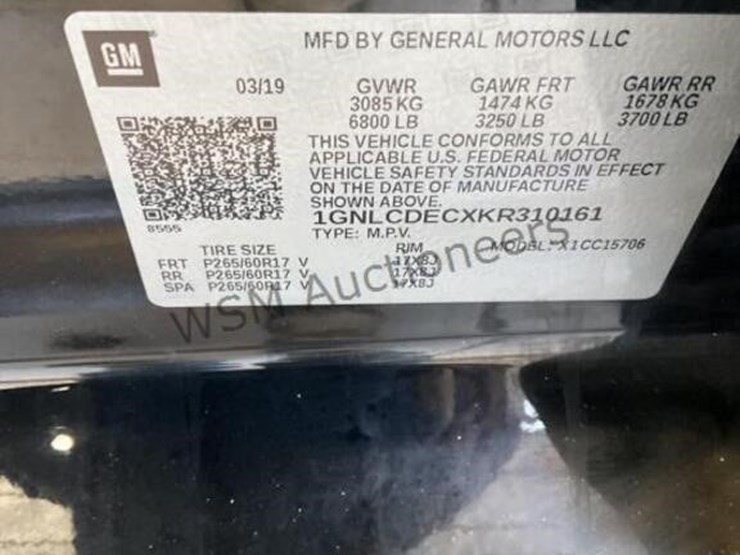 GM
MFD BY GENERAL MOTORS LLC
03/19 GVWR GAWR FRT GAWR RR
3085 KG 1474 KG 1678 KG
6800 LB 3250 LB 3700 LB
THIS VEHICLE CONFORMS TO ALL
APPLICABLE U.S. FEDERAL MOTOR
VEHICLE SAFETY STANDARDS IN EFFECT
ON THE DATE OF MANUFACTURE
SHOWN ABOVE.
1GNLCDECXKR310161
8555
TYPE: M.P.V. MODEL: X1CC15706
TIRE SIZE RIM
FRT P265/60R17 V 17X8J
RR P265/60R17 V 17X8J
SPA P265/60R17 V 17X8J
WSM Auctioneers